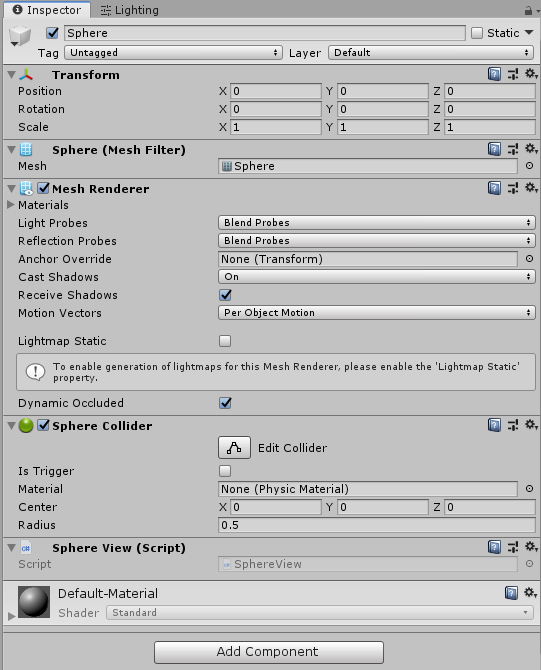 Inspector Lighting
Sphere Static
Tag Untagged Layer Default
Transform
Position X 0 Y 0 Z 0
Rotation X 0 Y 0 Z 0
Scale X 1 Y 1 Z 1
Sphere (Mesh Filter)
Mesh Sphere
Mesh Renderer
Materials
Light Probes Blend Probes
Reflection Probes Blend Probes
Anchor Override None (Transform)
Cast Shadows On
Receive Shadows
Motion Vectors Per Object Motion
Lightmap Static
To enable generation of lightmaps for this Mesh Renderer, please enable the 'Lightmap Static'
property.
Dynamic Occluded
Sphere Collider
Edit Collider
Is Trigger
Material None (Physic Material)
Center X 0 Y 0 Z 0
Radius 0.5
Sphere View (Script)
Script SphereView
Default-Material
Shader Standard
Add Component